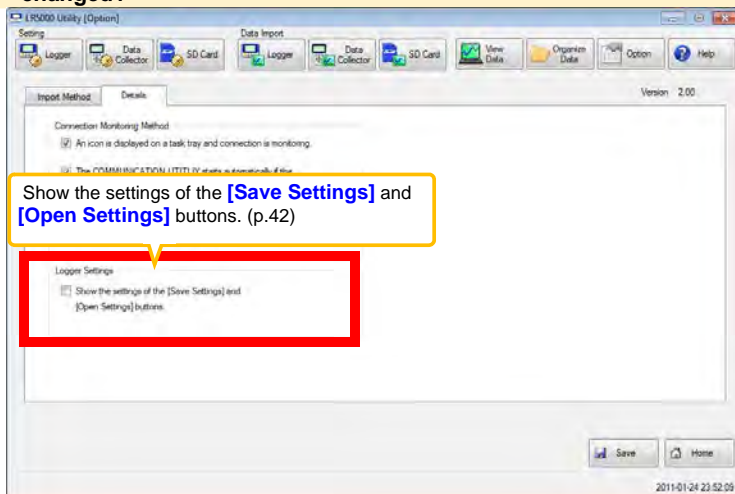 changed?
LR5000 Utility [Option]
Setting
Data Import
Logger
Data Collector
SD Card
Logger
Data Collector
SD Card
View Data
Organize Data
Option
Help
Import Method
Details
Version 2.00
Connection Monitoring Method
An icon is displayed on a task tray and connection is monitoring.
The COMMUNICATION UTITLIY starts automatically if the
Show the settings of the [Save Settings] and
[Open Settings] buttons. (p.42)
Logger Settings
Show the settings of the [Save Settings] and
[Open Settings] buttons.
Save
Home
2011-01-24 23:52:09